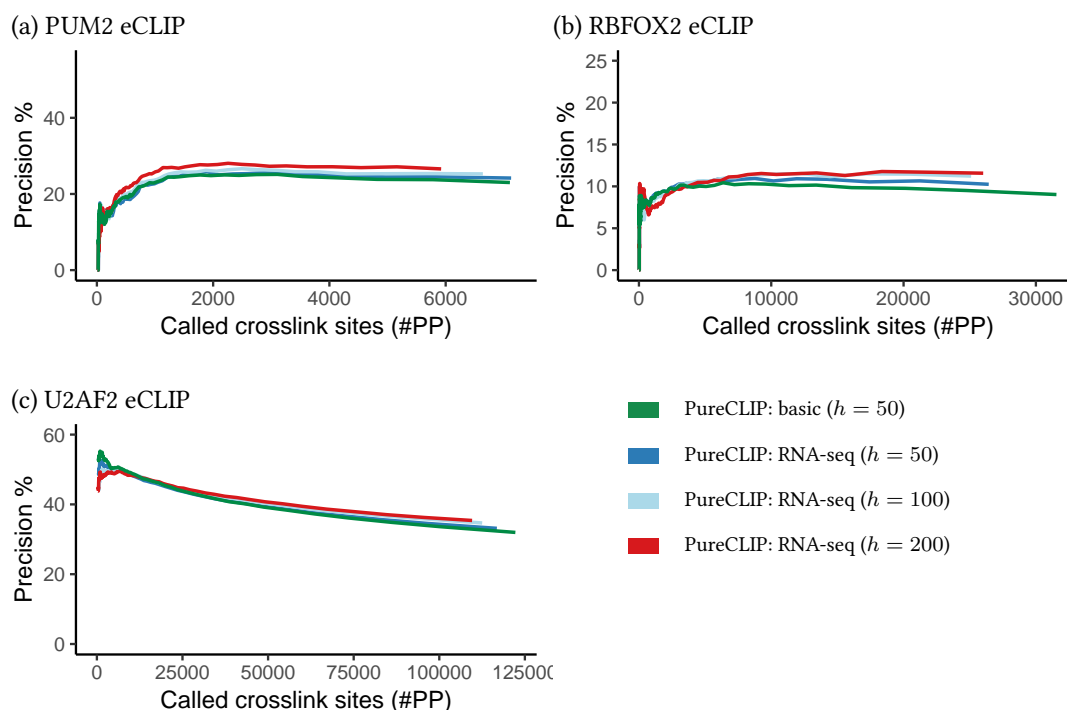 (a) PUM2 eCLIP
Precision %
40
20
0
0 2000 4000 6000
Called crosslink sites (#PP)
(b) RBFOX2 eCLIP
Precision %
25
20
15
10
5
0
0 10000 20000 30000
Called crosslink sites (#PP)
(c) U2AF2 eCLIP
Precision %
60
40
20
0
0 25000 50000 75000 100000 125000
Called crosslink sites (#PP)
PureCLIP: basic (h = 50)
PureCLIP: RNA-seq (h = 50)
PureCLIP: RNA-seq (h = 100)
PureCLIP: RNA-seq (h = 200)